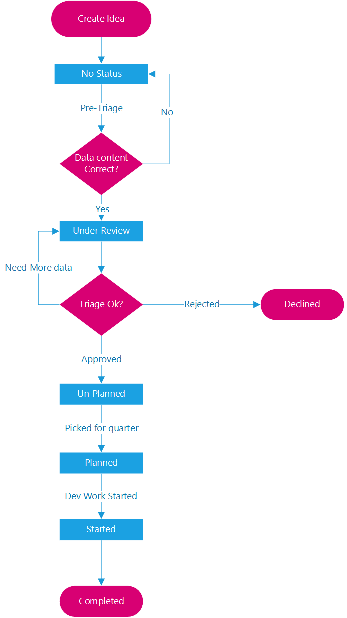 Create Idea
No Status
Pre-Triage
No
Data content
Correct?
Yes
Under Review
Need More data
Triage Ok?
Rejected
Declined
Approved
Un Planned
Picked for quarter
Planned
Dev Work Started
Started
Completed